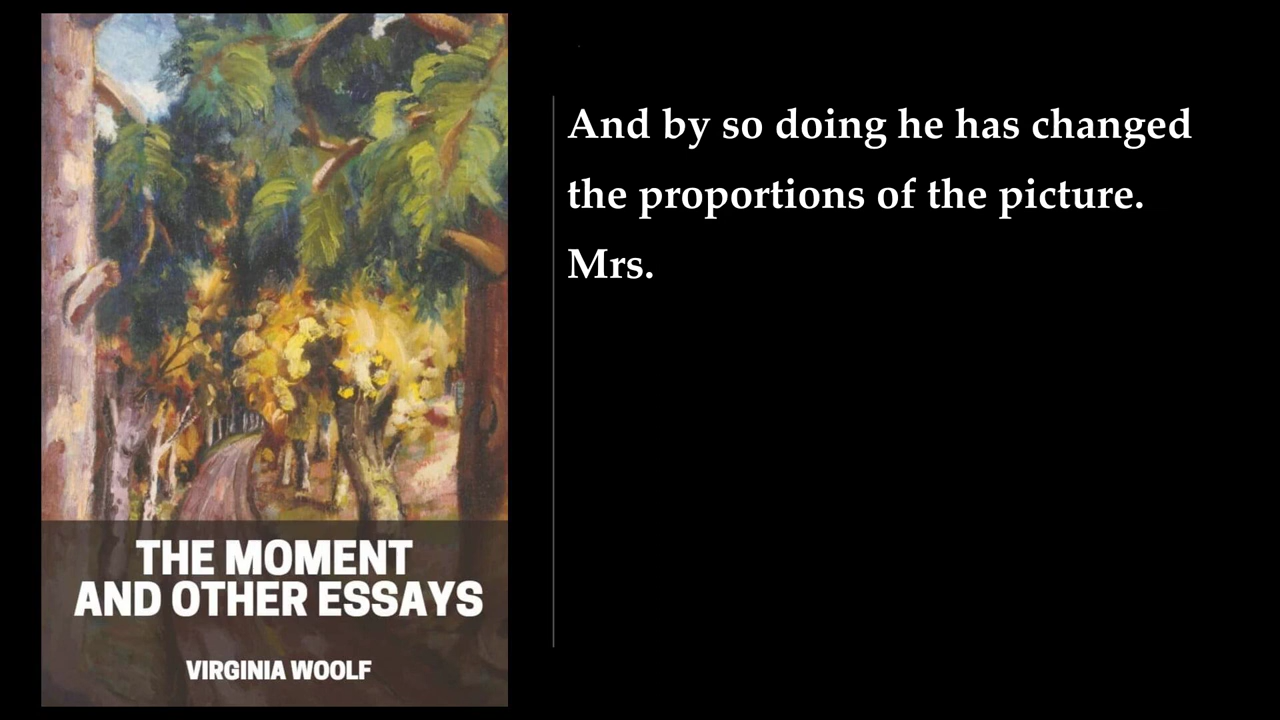 THE MOMENT
AND OTHER ESSAYS
VIRGINIA WOOLF
And by so doing he has changed
the proportions of the picture.
Mrs.